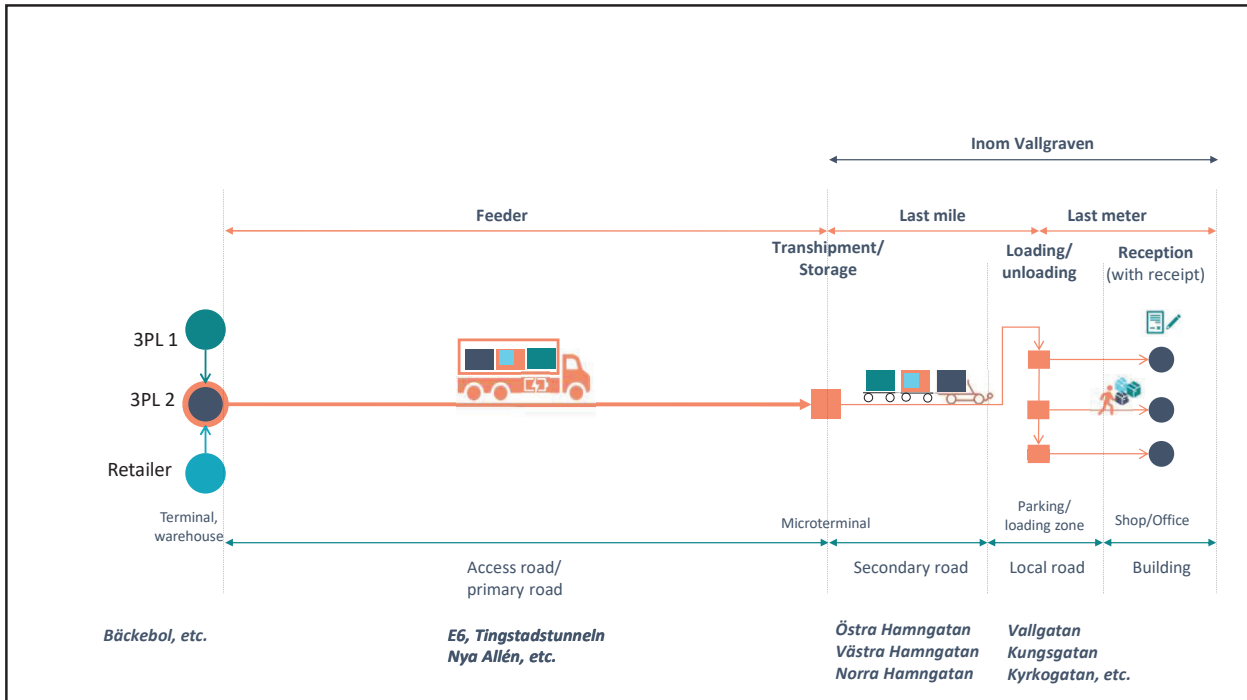 Inom Vallgraven
Feeder
Last mile
Last meter
Transhipment/
Storage
Loading/
unloading
Reception
(with receipt)
3PL 1
3PL 2
Retailer
Terminal,
warehouse
Microterminal
Parking/
loading zone
Shop/Office
Access road/
primary road
Secondary road
Local road
Building
Bäckebol, etc.
E6, Tingstadstunneln
Nya Allén, etc.
Östra Hamngatan
Västra Hamngatan
Norra Hamngatan
Vallgatan
Kungsgatan
Kyrkogatan, etc.